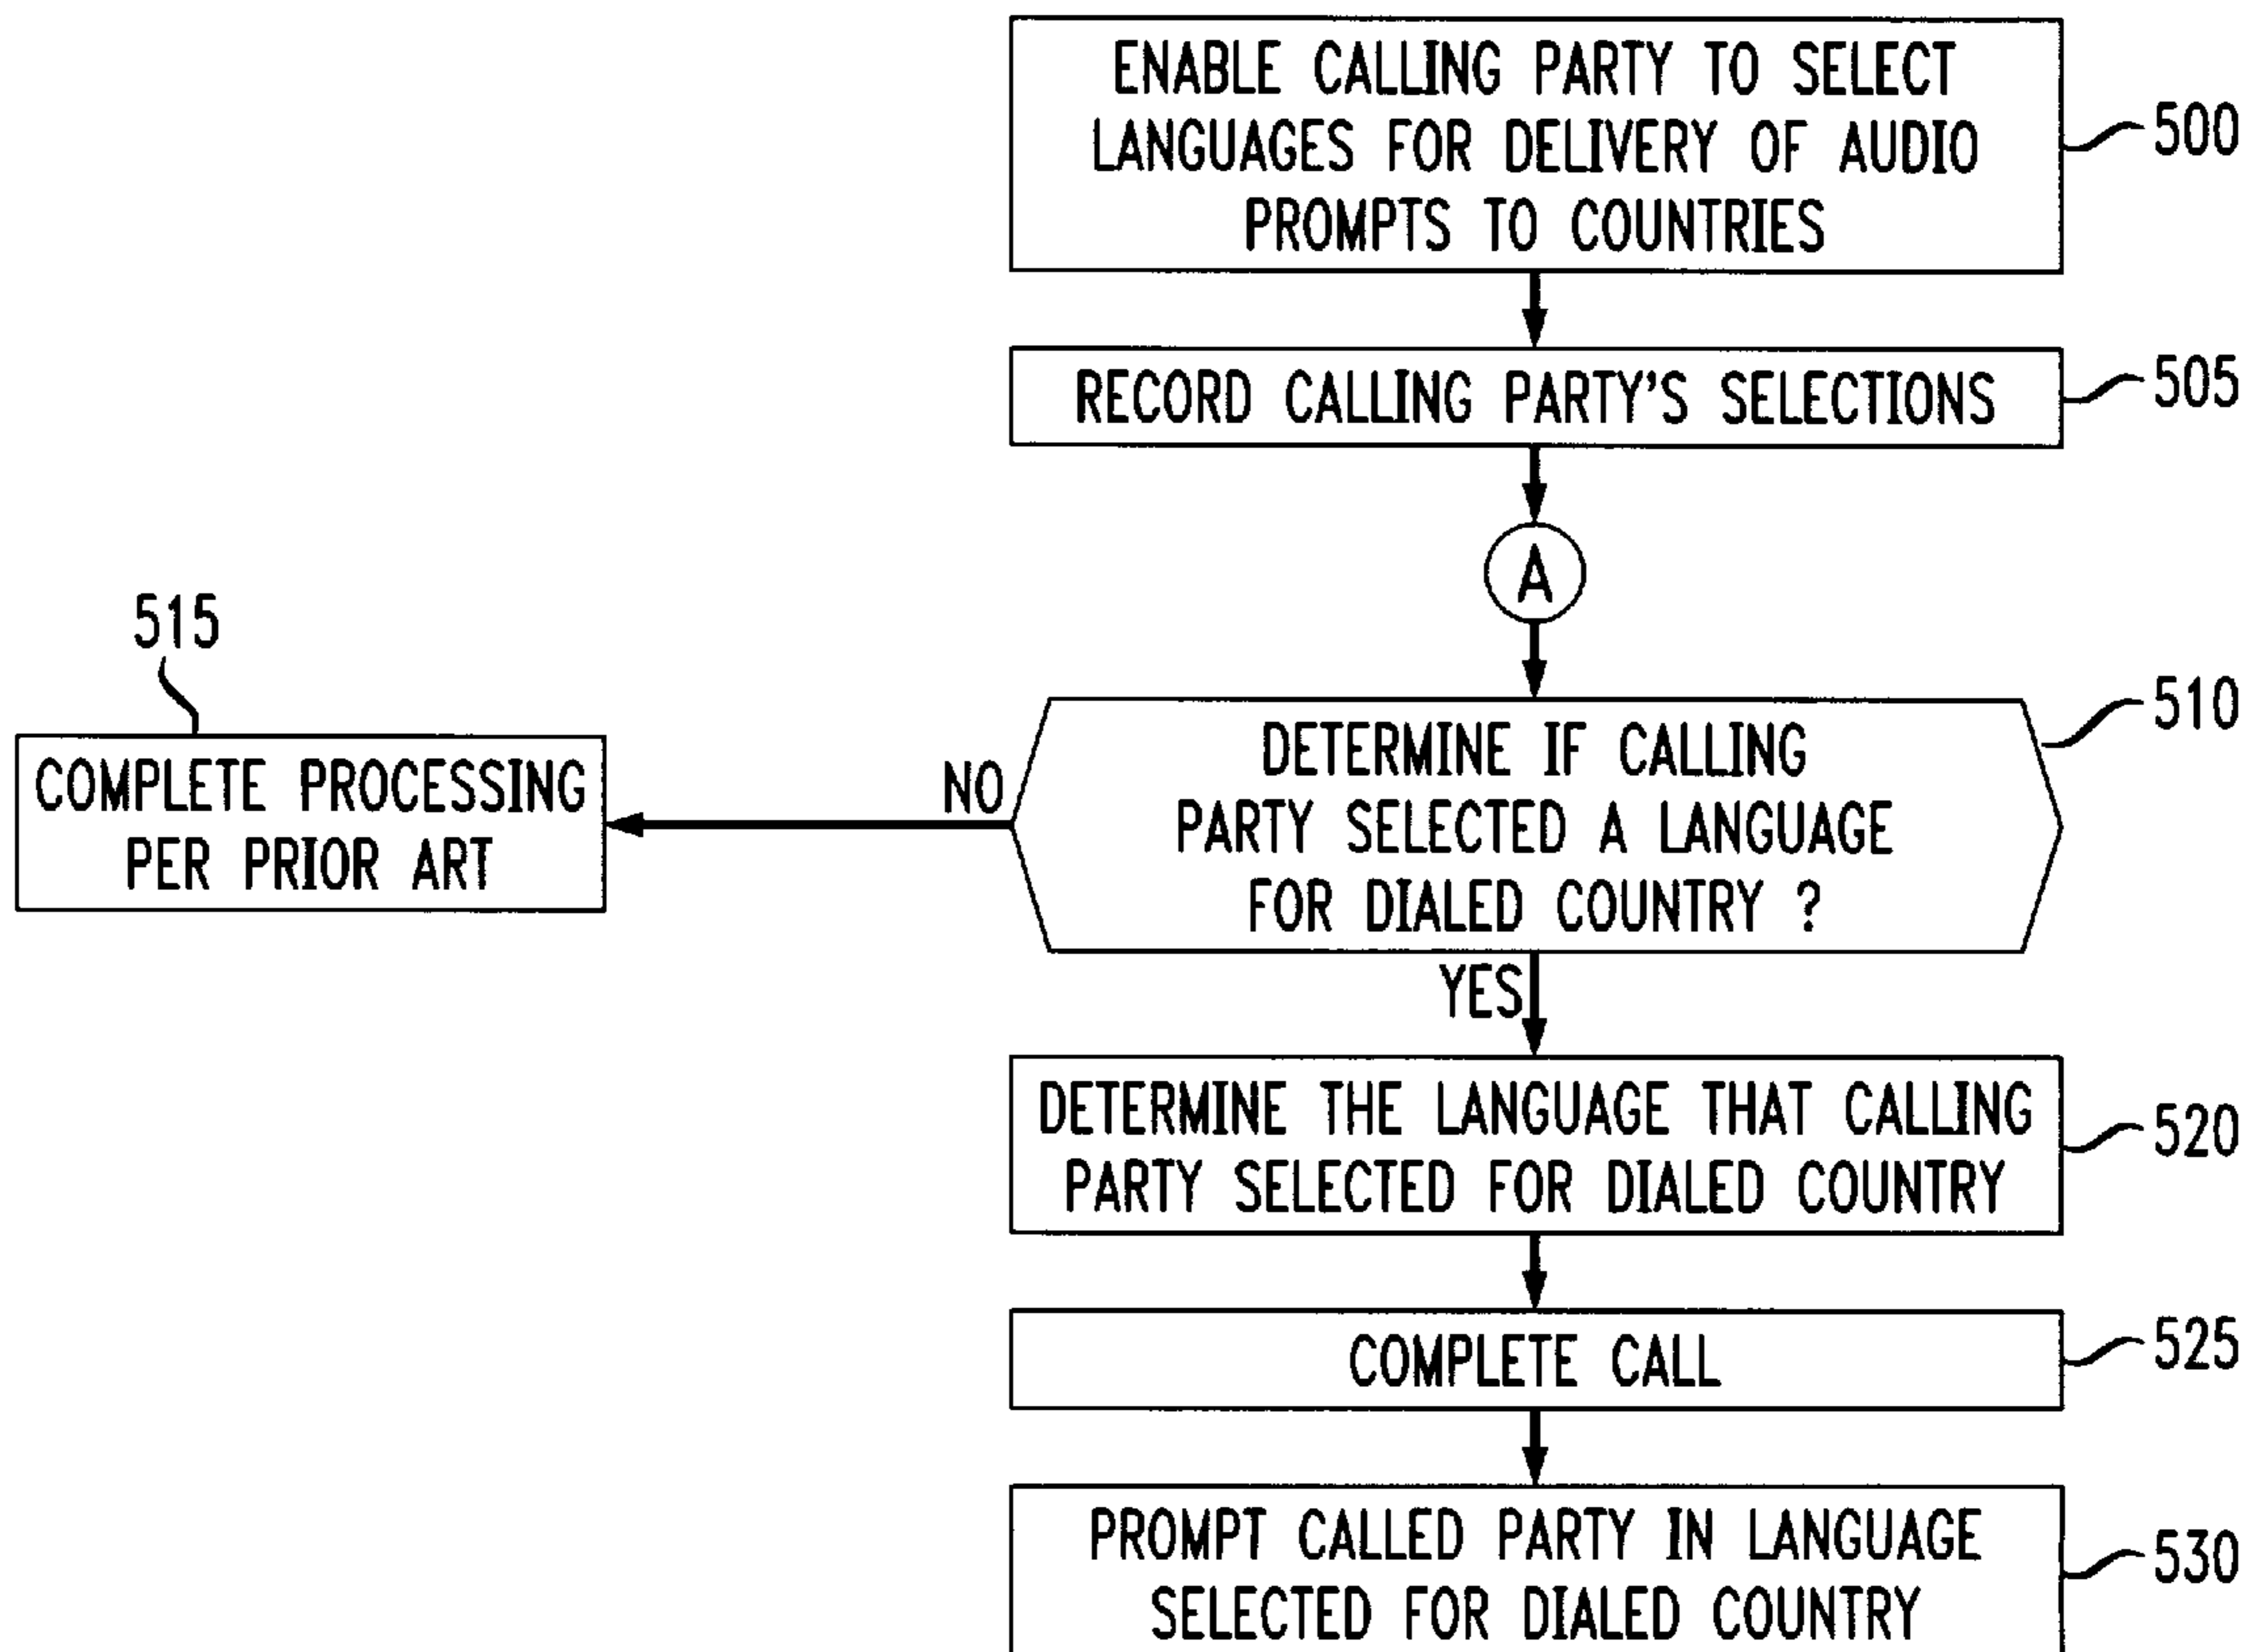 ENABLE CALLING PARTY TO SELECT
LANGUAGES FOR DELIVERY OF AUDIO
PROMPTS TO COUNTRIES
500
RECORD CALLING PARTY'S SELECTIONS
505
A
515
COMPLETE PROCESSING
PER PRIOR ART
NO
DETERMINE IF CALLING
PARTY SELECTED A LANGUAGE
FOR DIALED COUNTRY ?
510
YES
DETERMINE THE LANGUAGE THAT CALLING
PARTY SELECTED FOR DIALED COUNTRY
520
COMPLETE CALL
525
PROMPT CALLED PARTY IN LANGUAGE
SELECTED FOR DIALED COUNTRY
530